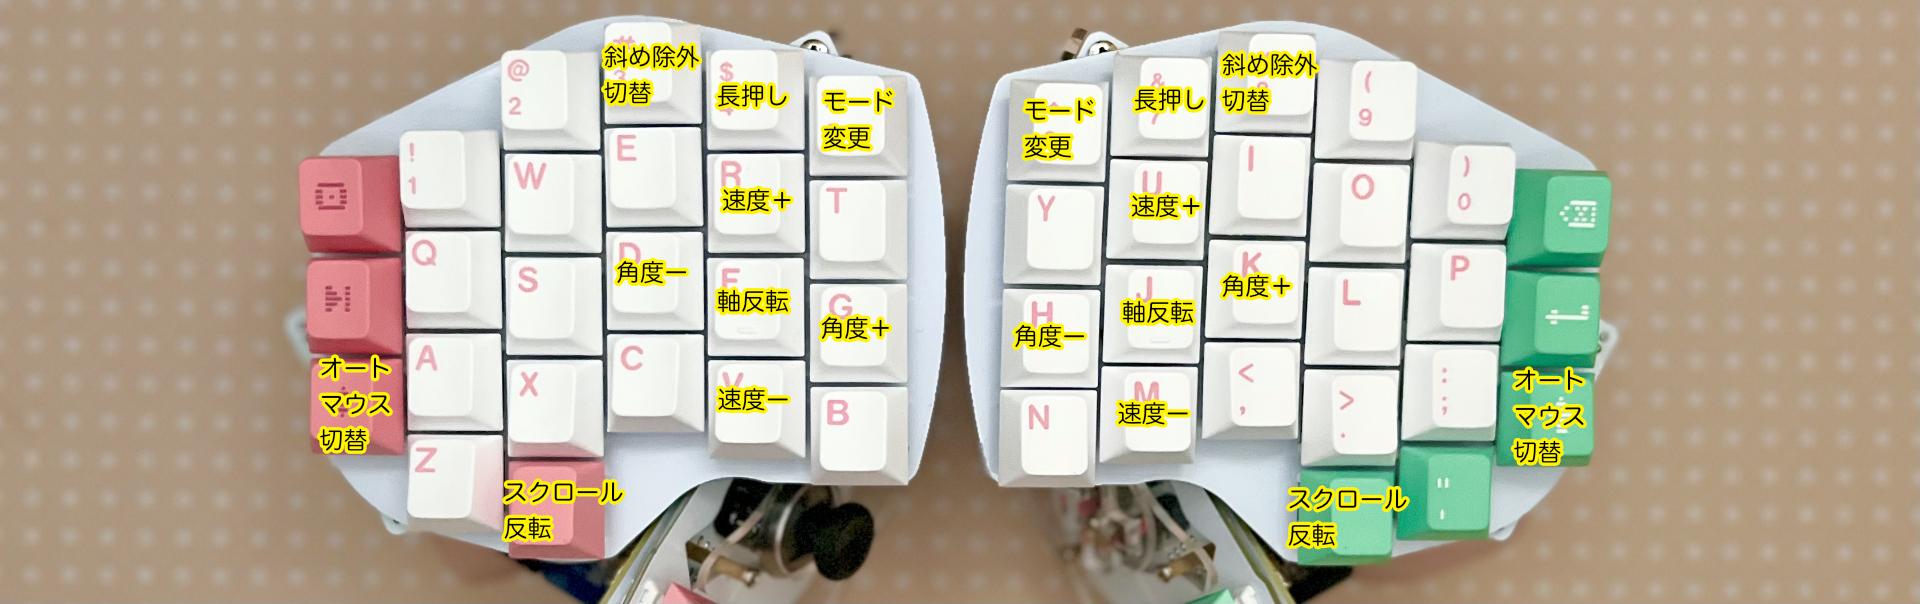 斜め除外
切替
長押し
モード
変更
@
2
$
!
1
W
E
R
速度＋
T
Q
S
D
角度ー
F
軸反転
G
角度＋
オート
マウス
切替
A
X
C
V
速度ー
B
Z
スクロール
反転
モード
変更
&
7
長押し
斜め除外
切替
(
9
)
0
Y
U
速度＋
I
O
P
H
角度ー
J
軸反転
K
角度＋
L
:
;
オート
マウス
切替
N
M
速度ー
<
,
>
.
スクロール
反転
=
-